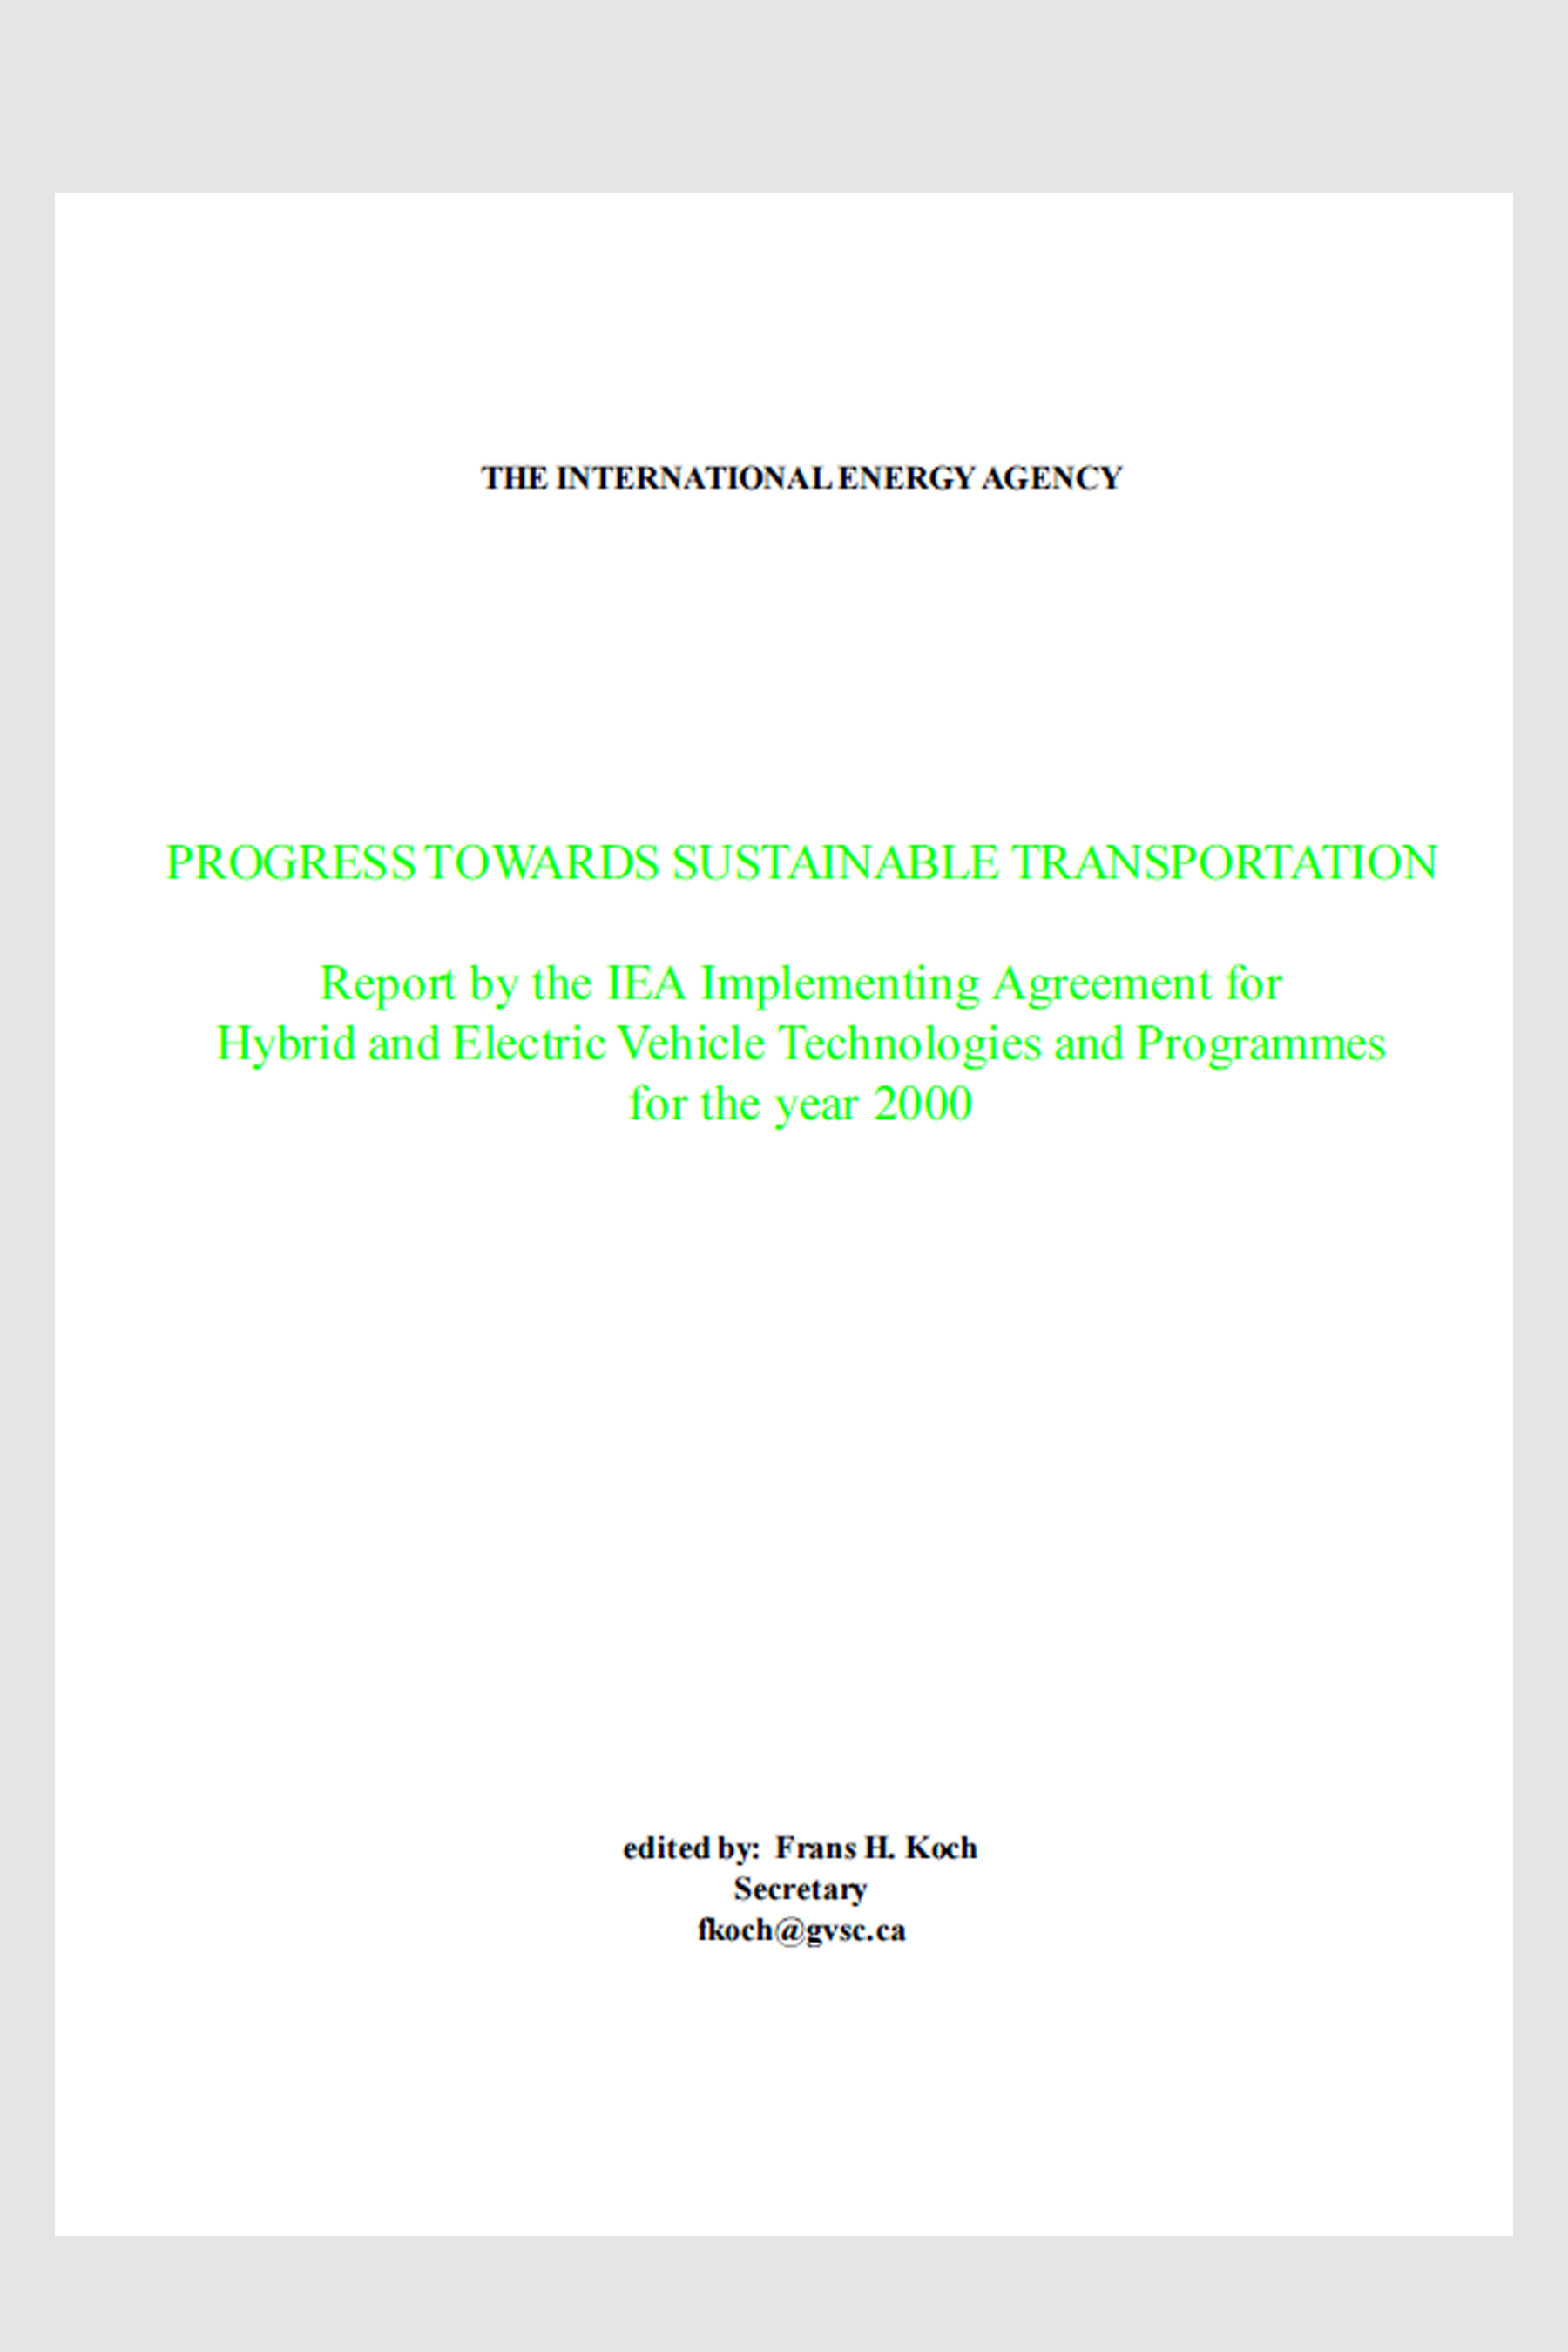 THE INTERNATIONAL ENERGY AGENCY
PROGRESS TOWARDS SUSTAINABLE TRANSPORTATION
Report by the IEA Implementing Agreement for
Hybrid and Electric Vehicle Technologies and Programmes
for the year 2000
edited by: Frans H. Koch
Secretary
fkoch@gvsc.ca